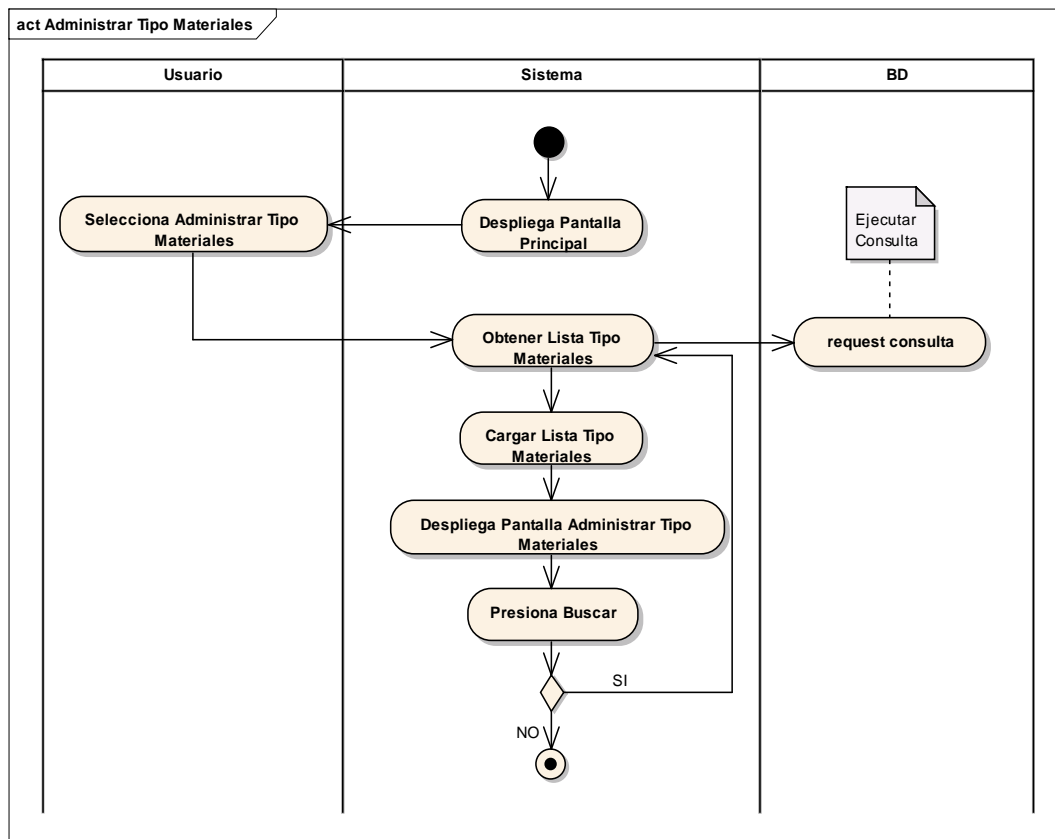 act Administrar Tipo Materiales
Usuario
Sistema
BD
Selecciona Administrar Tipo
Materiales
Despliega Pantalla
Principal
Ejecutar
Consulta
Obtener Lista Tipo
Materiales
request consulta
Cargar Lista Tipo
Materiales
Despliega Pantalla Administrar Tipo
Materiales
Presiona Buscar
SI
NO